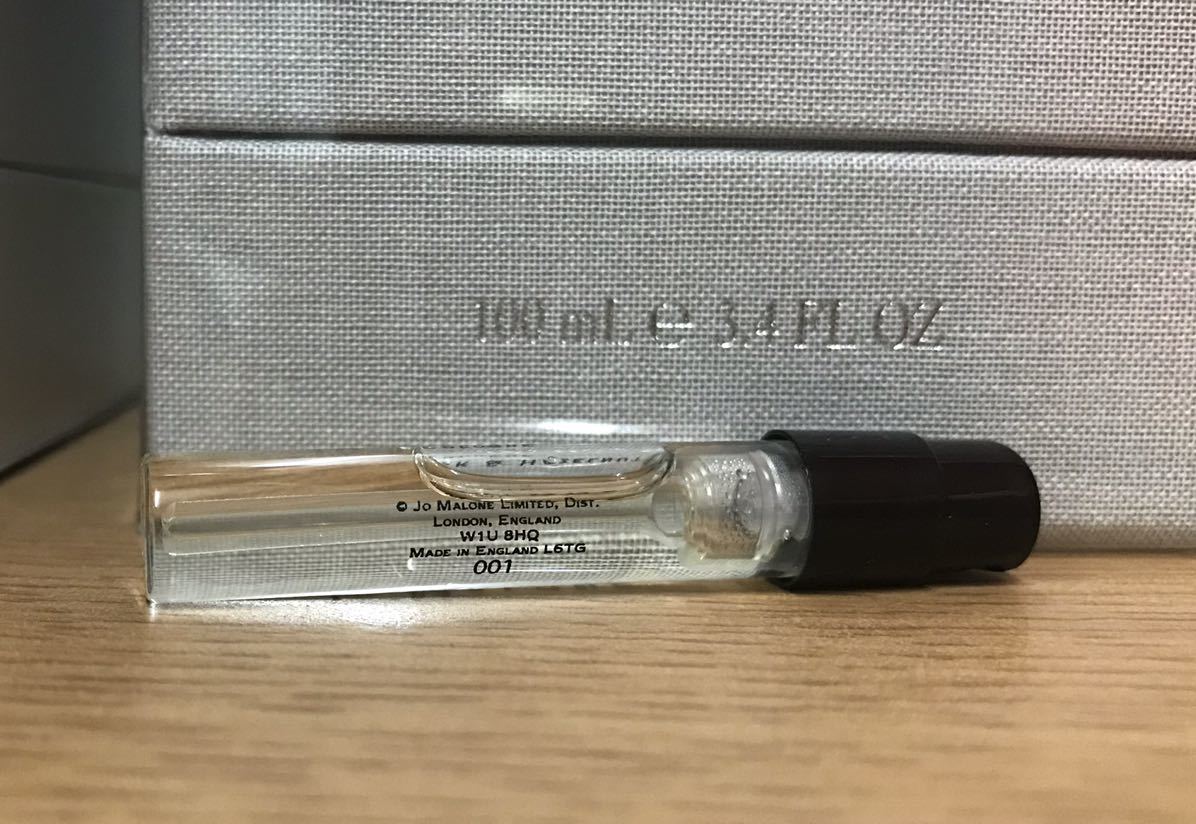 100 mL ℮ 3.4 FL OZ
& HAZELNUT
© JO MALONE LIMITED, DIST.
LONDON, ENGLAND
W1U 8HQ
MADE IN ENGLAND L6TG
001